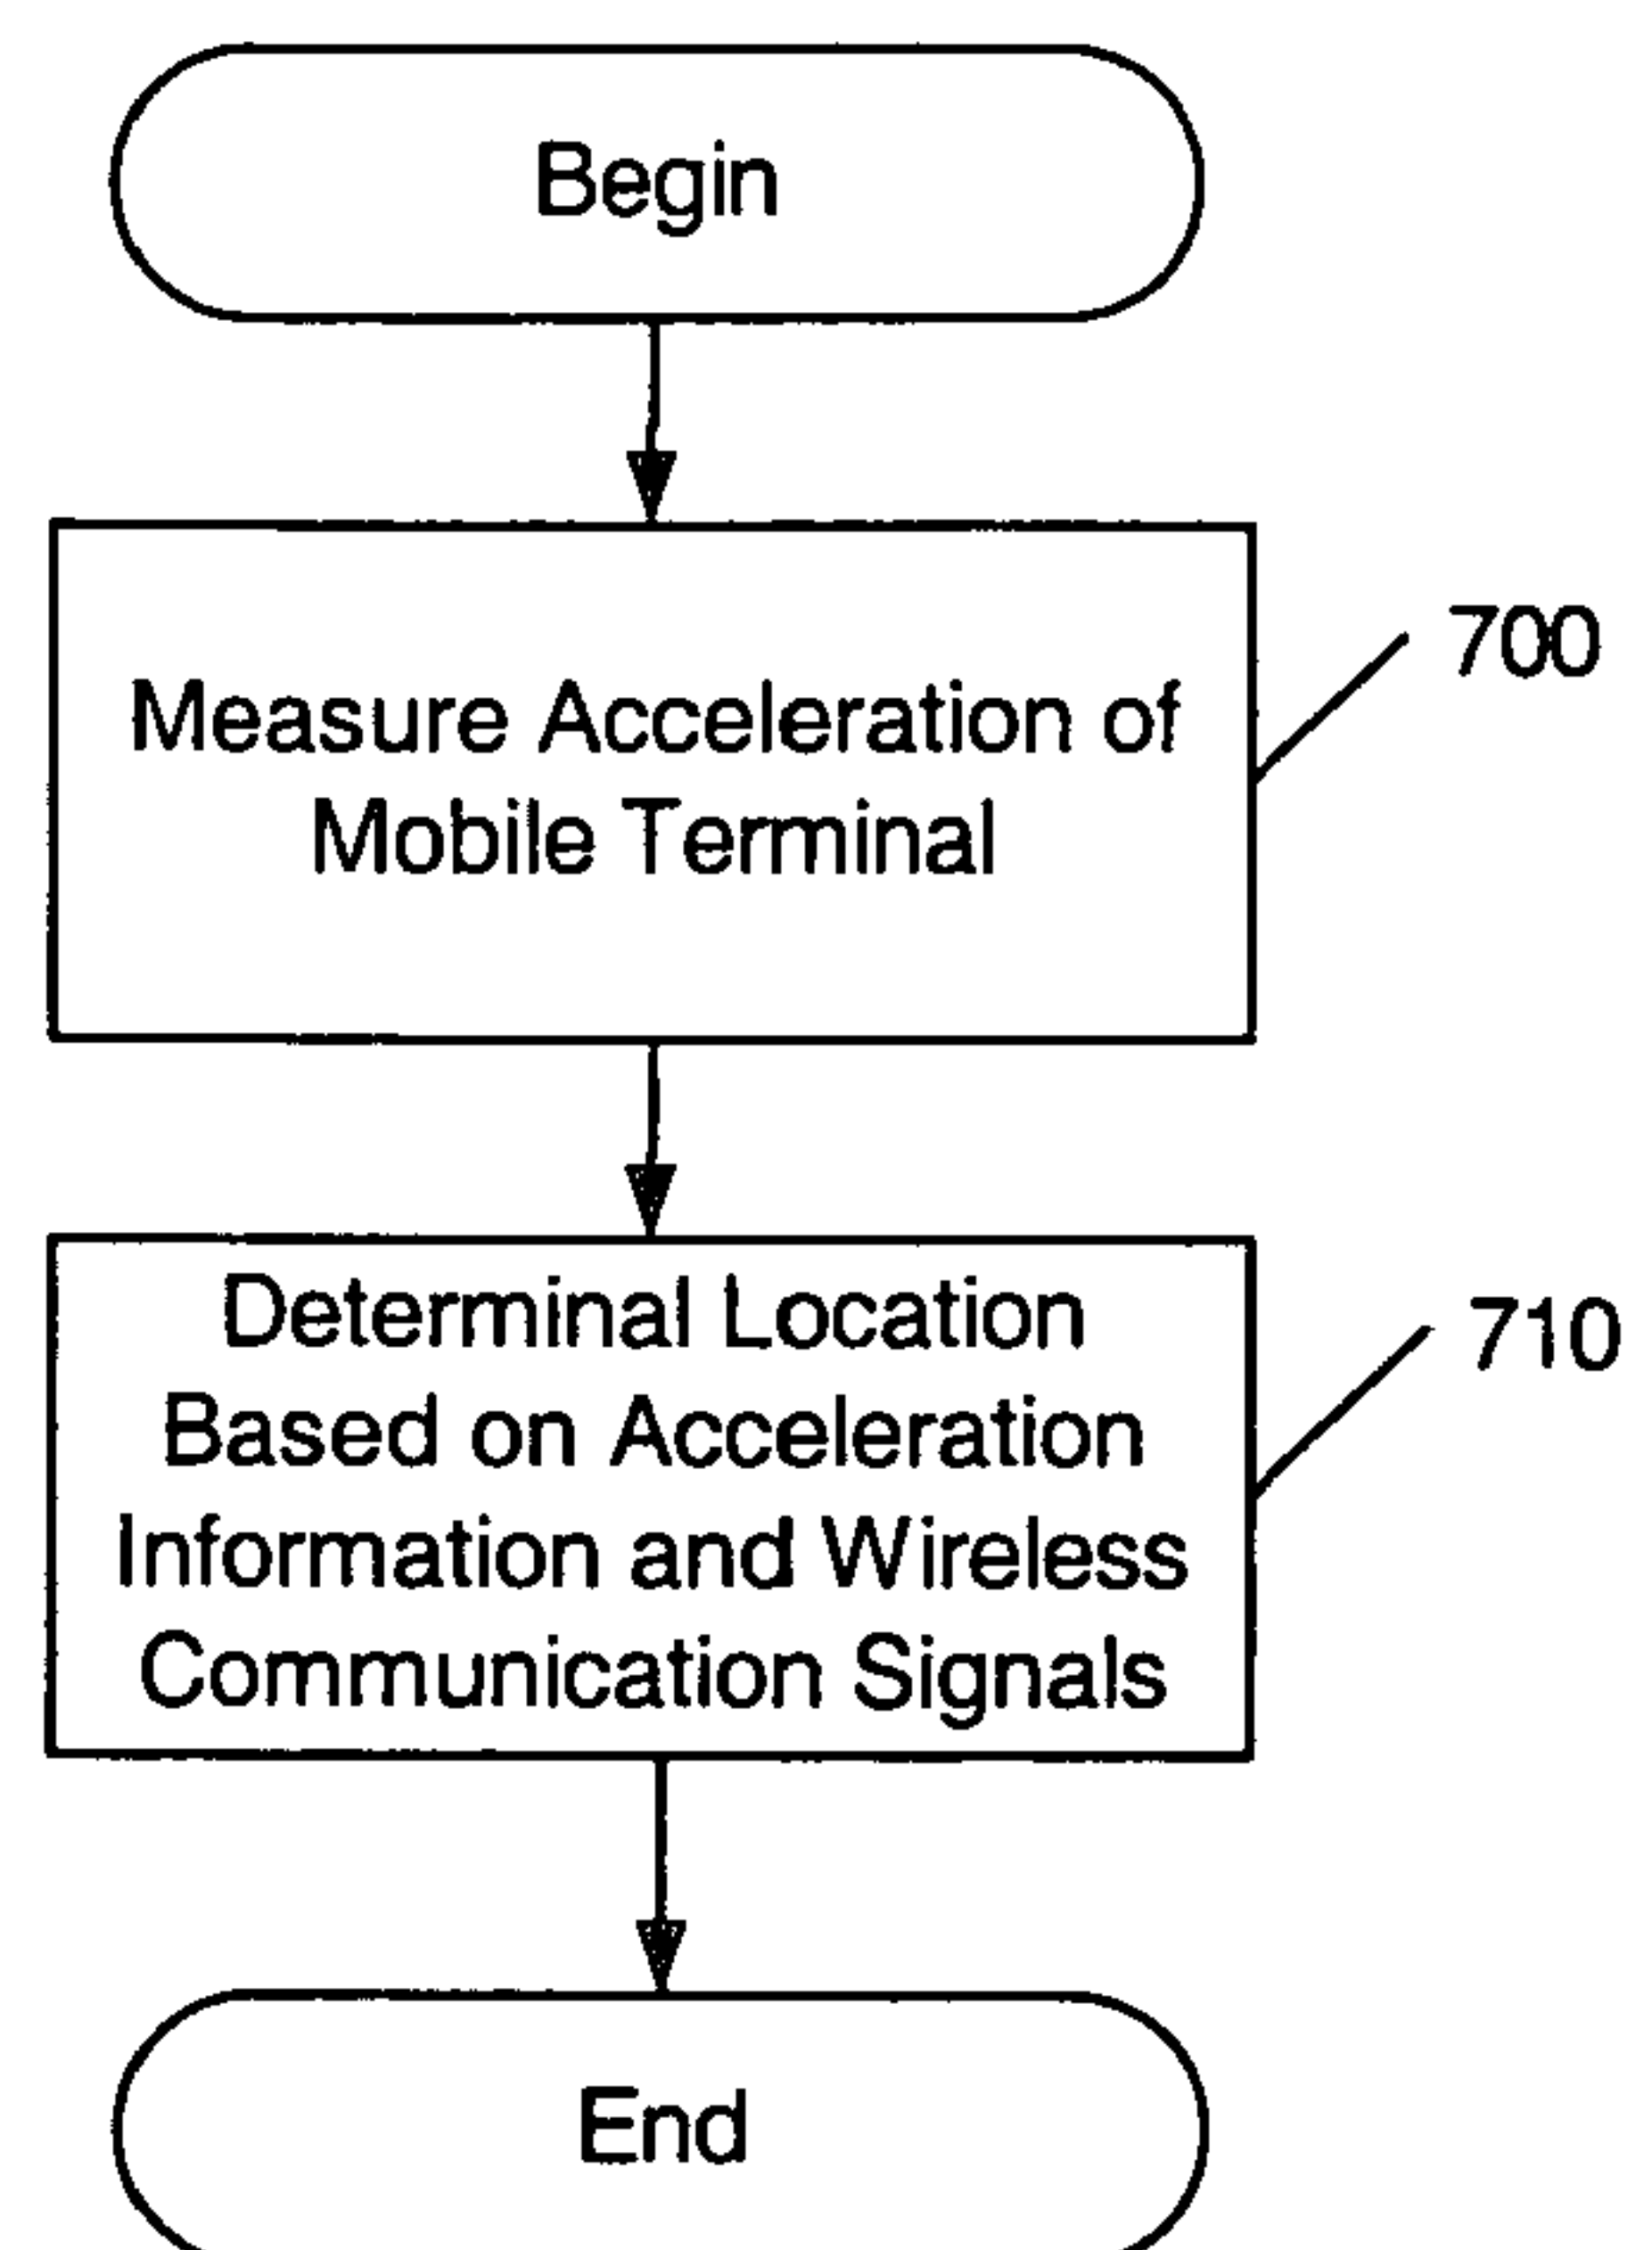 Begin
700
Measure Acceleration of
Mobile Terminal
710
Determinal Location
Based on Acceleration
Information and Wireless
Communication Signals
End